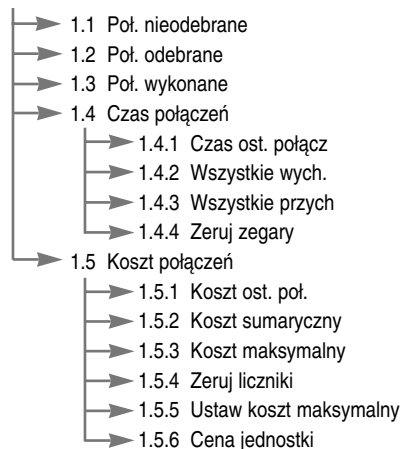 1.1 Poł. nieodebrane
1.2 Poł. odebrane
1.3 Poł. wykonane
1.4 Czas połączeń
1.4.1 Czas ost. połącz
1.4.2 Wszystkie wych.
1.4.3 Wszystkie przych
1.4.4 Zeruj zegary
1.5 Koszt połączeń
1.5.1 Koszt ost. poł.
1.5.2 Koszt sumaryczny
1.5.3 Koszt maksymalny
1.5.4 Zeruj liczniki
1.5.5 Ustaw koszt maksymalny
1.5.6 Cena jednostki